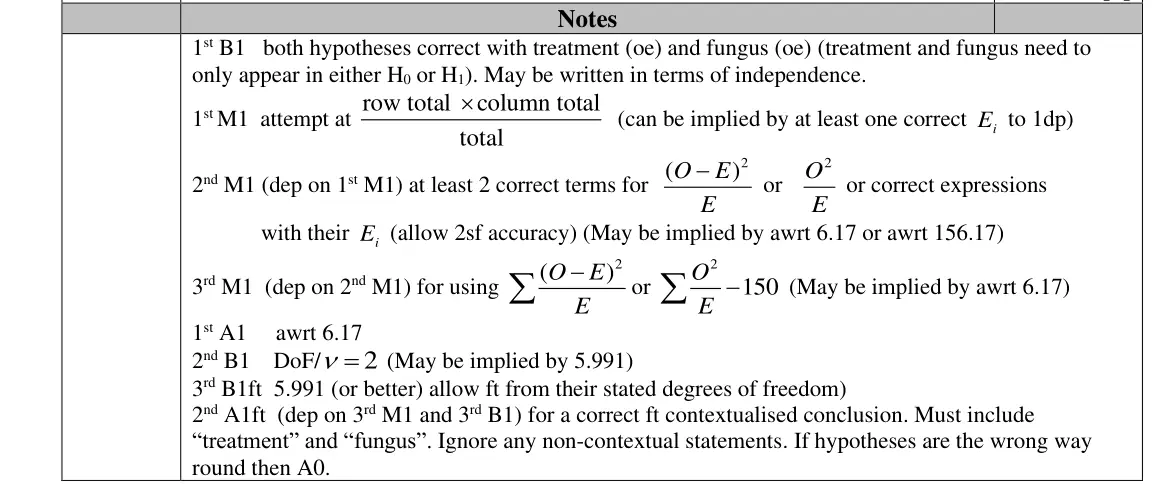 Notes
1st B1 both hypotheses correct with treatment (oe) and fungus (oe) (treatment and fungus need to
only appear in either H₀ or H₁). May be written in terms of independence.
1st M1 attempt at (row total × column total)/total (can be implied by at least one correct Eᵢ to 1dp)
2nd M1 (dep on 1st M1) at least 2 correct terms for (O − E)²/E or O²/E or correct expressions
with their Eᵢ (allow 2sf accuracy) (May be implied by awrt 6.17 or awrt 156.17)
3rd M1 (dep on 2nd M1) for using ∑(O − E)²/E or ∑O²/E − 150 (May be implied by awrt 6.17)
1st A1 awrt 6.17
2nd B1 DoF/ν = 2 (May be implied by 5.991)
3rd B1ft 5.991 (or better) allow ft from their stated degrees of freedom)
2nd A1ft (dep on 3rd M1 and 3rd B1) for a correct ft contextualised conclusion. Must include
“treatment” and “fungus”. Ignore any non-contextual statements. If hypotheses are the wrong way
round then A0.